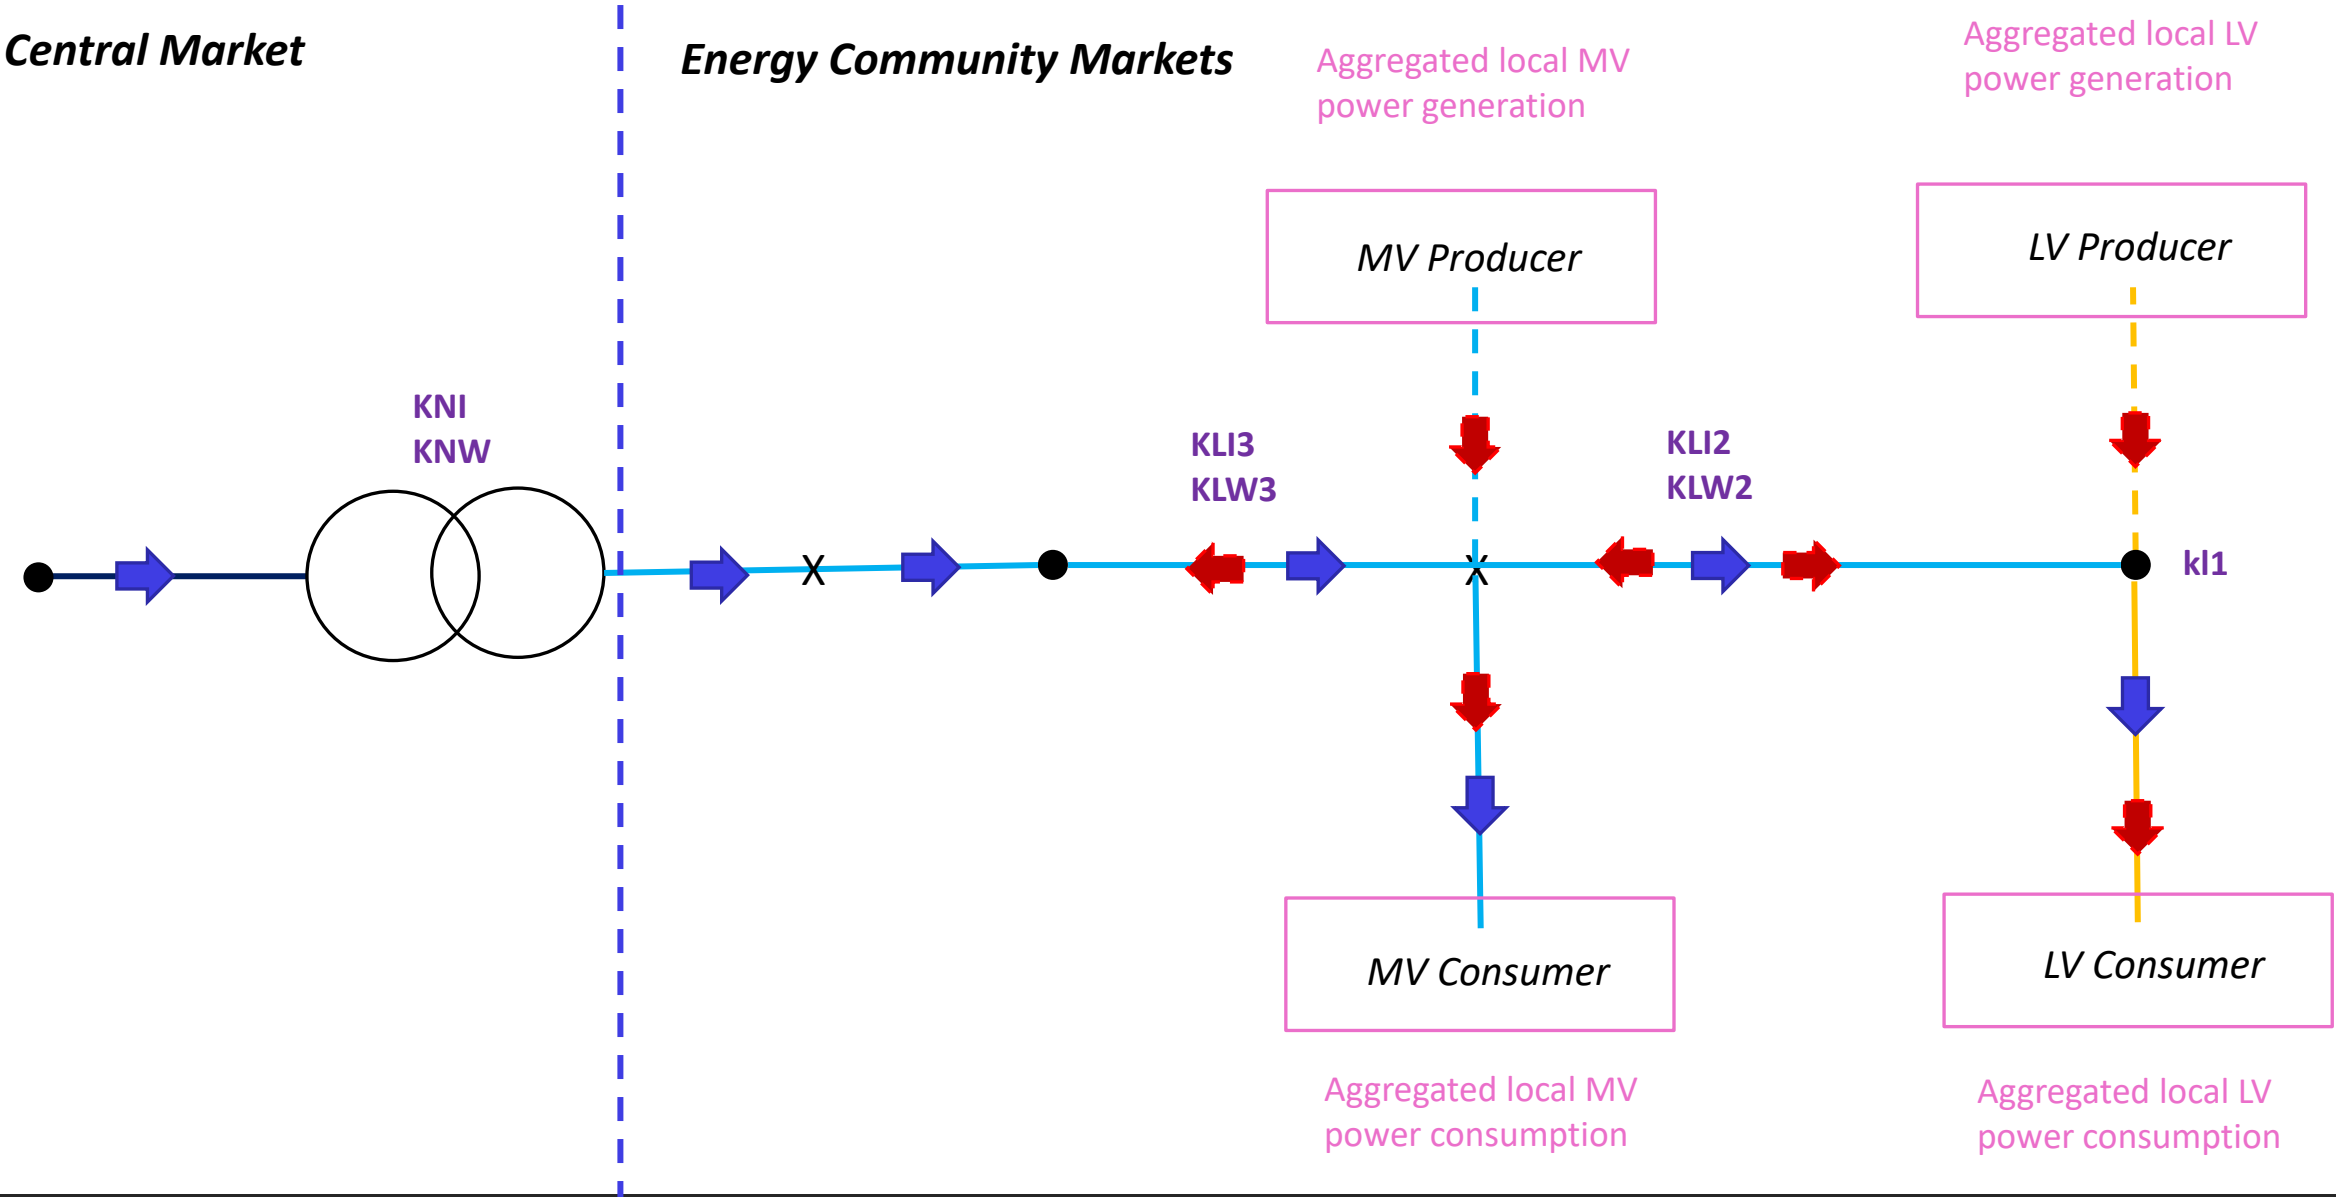 Central Market
Energy Community Markets
Aggregated local MV
power generation
Aggregated local LV
power generation
MV Producer
LV Producer
KNI
KNW
KLI3
KLW3
KLI2
KLW2
X
X
kl1
MV Consumer
LV Consumer
Aggregated local MV
power consumption
Aggregated local LV
power consumption